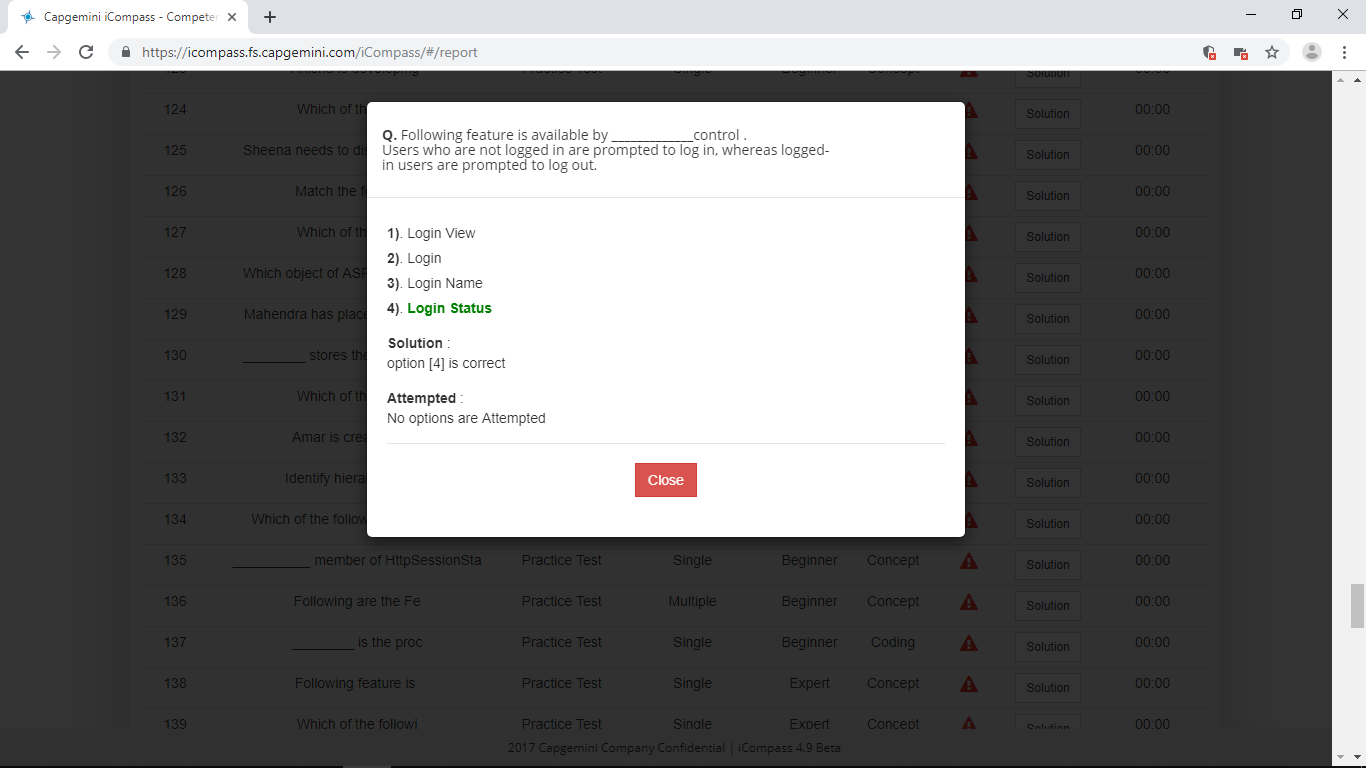 Capgemini iCompass - Competen
https://icompass.fs.capgemini.com/iCompass/#/report
124 Which of th Solution 00:00
125 Sheena needs to di Solution 00:00
126 Match the f Solution 00:00
127 Which of th Solution 00:00
128 Which object of ASP Solution 00:00
129 Mahendra has place Solution 00:00
130 ________ stores the Solution 00:00
131 Which of th Solution 00:00
132 Amar is crea Solution 00:00
133 Identify hiera Solution 00:00
134 Which of the follow Solution 00:00
Q. Following feature is available by ____________control .
Users who are not logged in are prompted to log in, whereas logged-
in users are prompted to log out.
1). Login View
2). Login
3). Login Name
4). Login Status
Solution :
option [4] is correct
Attempted :
No options are Attempted
Close
135 __________ member of HttpSessionSta Practice Test Single Beginner Concept Solution 00:00
136 Following are the Fe Practice Test Multiple Beginner Concept Solution 00:00
137 ________ is the proc Practice Test Single Beginner Coding Solution 00:00
138 Following feature is Practice Test Single Expert Concept Solution 00:00
139 Which of the followi Practice Test Single Expert Concept Solution 00:00
2017 Capgemini Company Confidential | iCompass 4.9 Beta